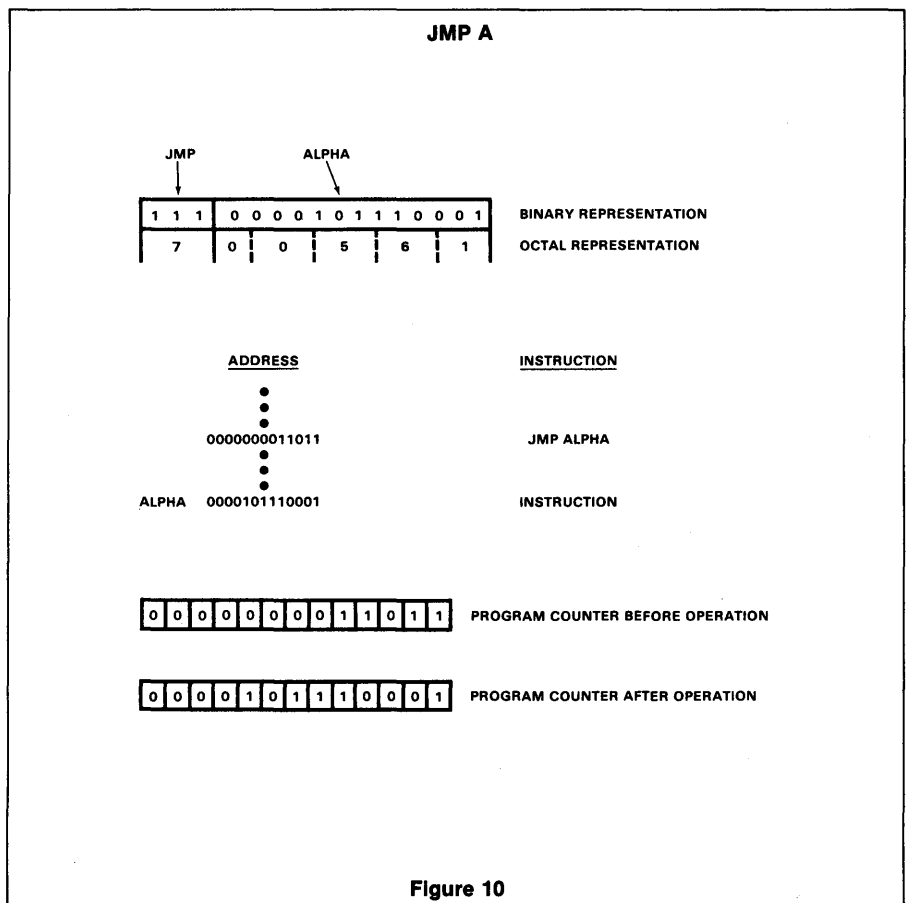 JMP A
JMP ALPHA
1 1 1 0 0 0 0 1 0 1 1 1 0 0 0 1 BINARY REPRESENTATION
7 0 0 5 6 1 OCTAL REPRESENTATION
ADDRESS INSTRUCTION
0000000011011 JMP ALPHA
ALPHA 0000101110001 INSTRUCTION
0 0 0 0 0 0 0 0 1 1 0 1 1 PROGRAM COUNTER BEFORE OPERATION
0 0 0 0 1 0 1 1 1 0 0 0 1 PROGRAM COUNTER AFTER OPERATION
Figure 10